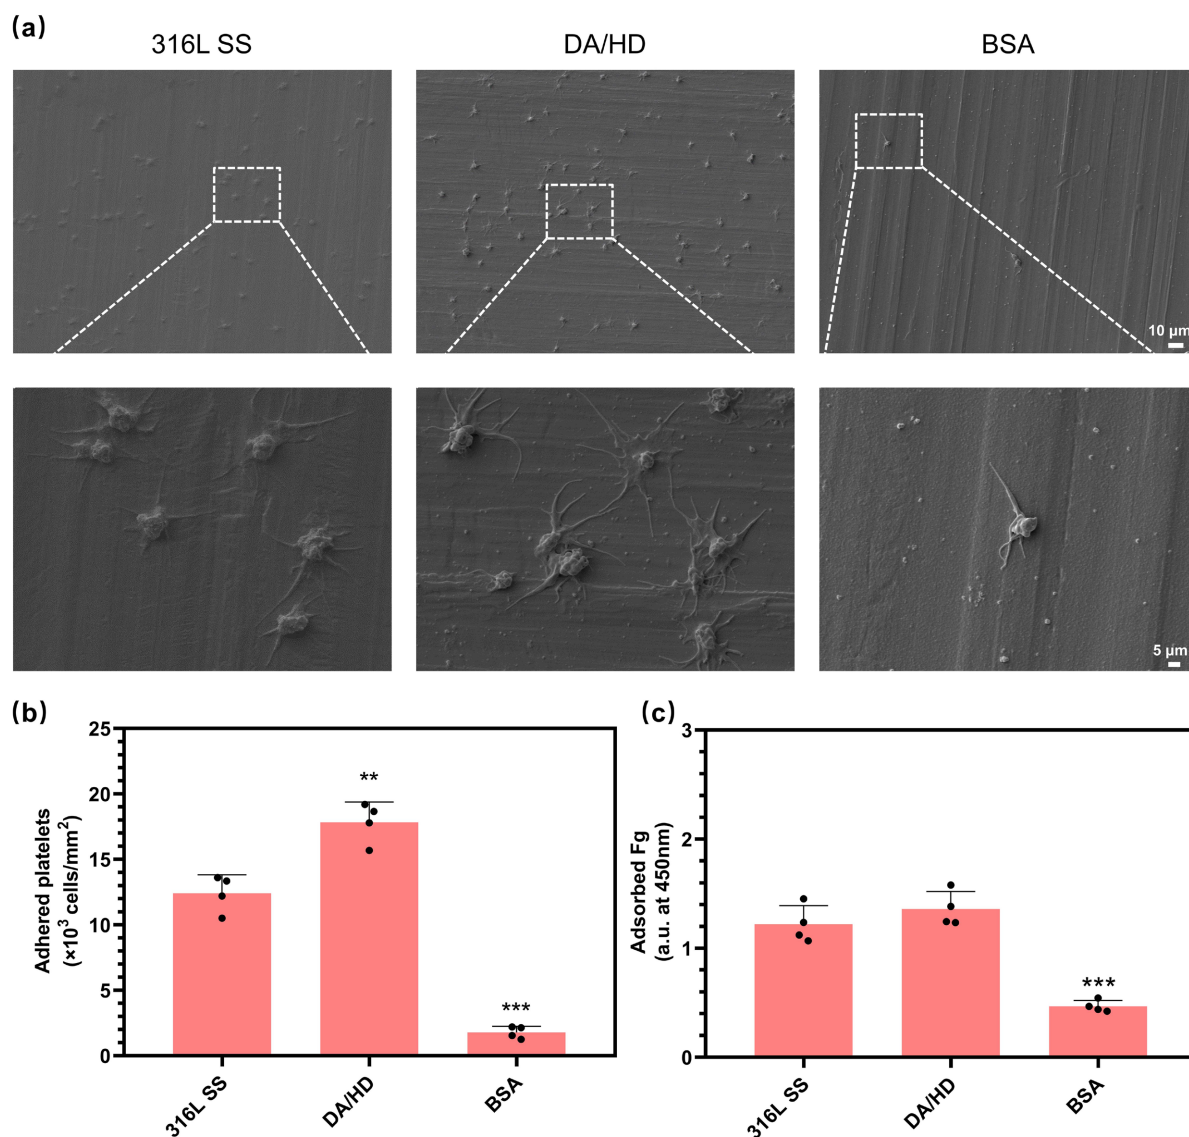 (a)
316L SS
DA/HD
BSA
10 µm
5 µm
(b)
Adhered platelets
(×10³ cells/mm²)
25
20
15
10
5
0
**
***
316L SS
DA/HD
BSA
(c)
Adsorbed Fg
(a.u. at 450nm)
3
2
1
0
***
316L SS
DA/HD
BSA